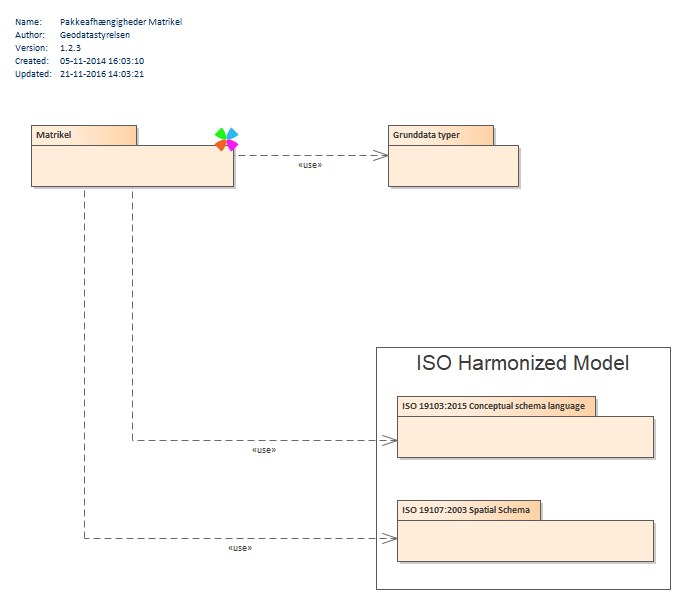 Name: Pakkeafhængigheder Matrikel
Author: Geodatastyrelsen
Version: 1.2.3
Created: 05-11-2014 16:03:10
Updated: 21-11-2016 14:03:21
Matrikel
Grunddata typer
«use»
ISO Harmonized Model
ISO 19103:2015 Conceptual schema language
«use»
ISO 19107:2003 Spatial Schema
«use»